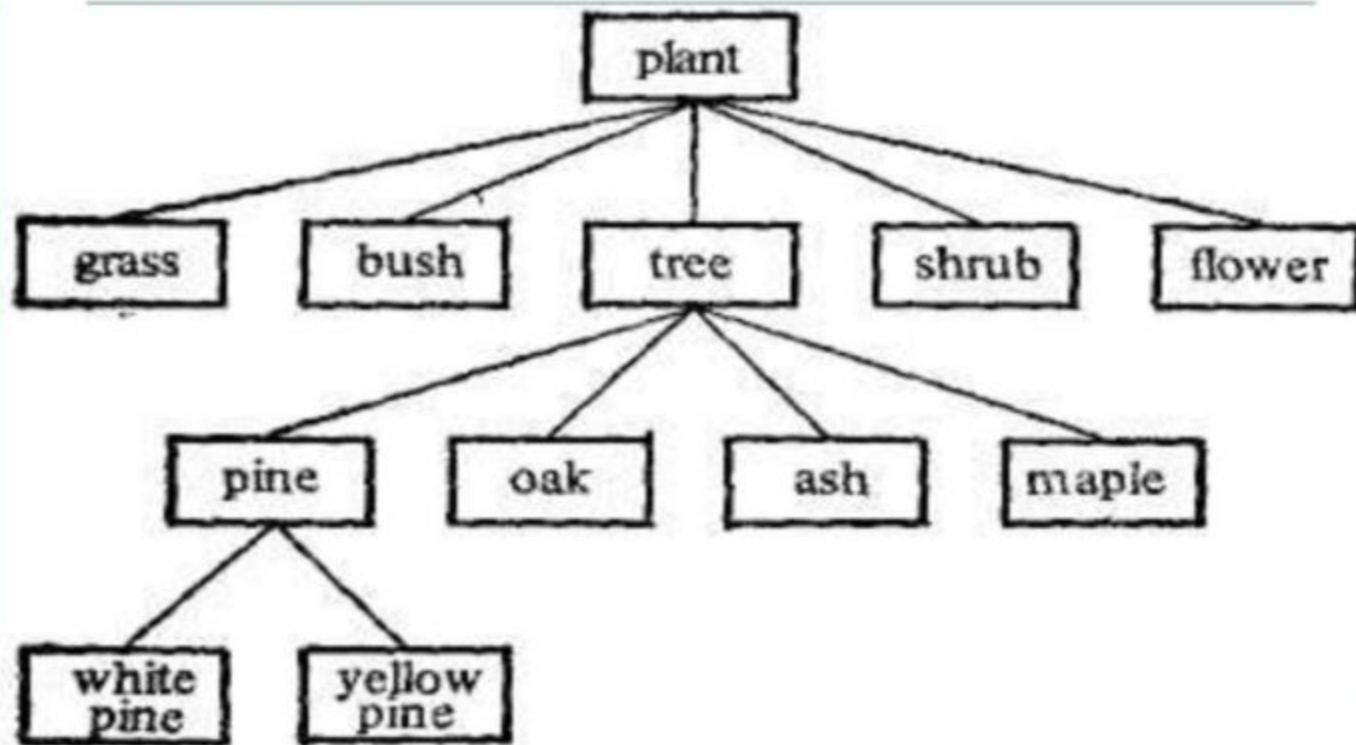 plant
grass bush tree shrub flower
pine oak ash maple
white pine
yellow pine